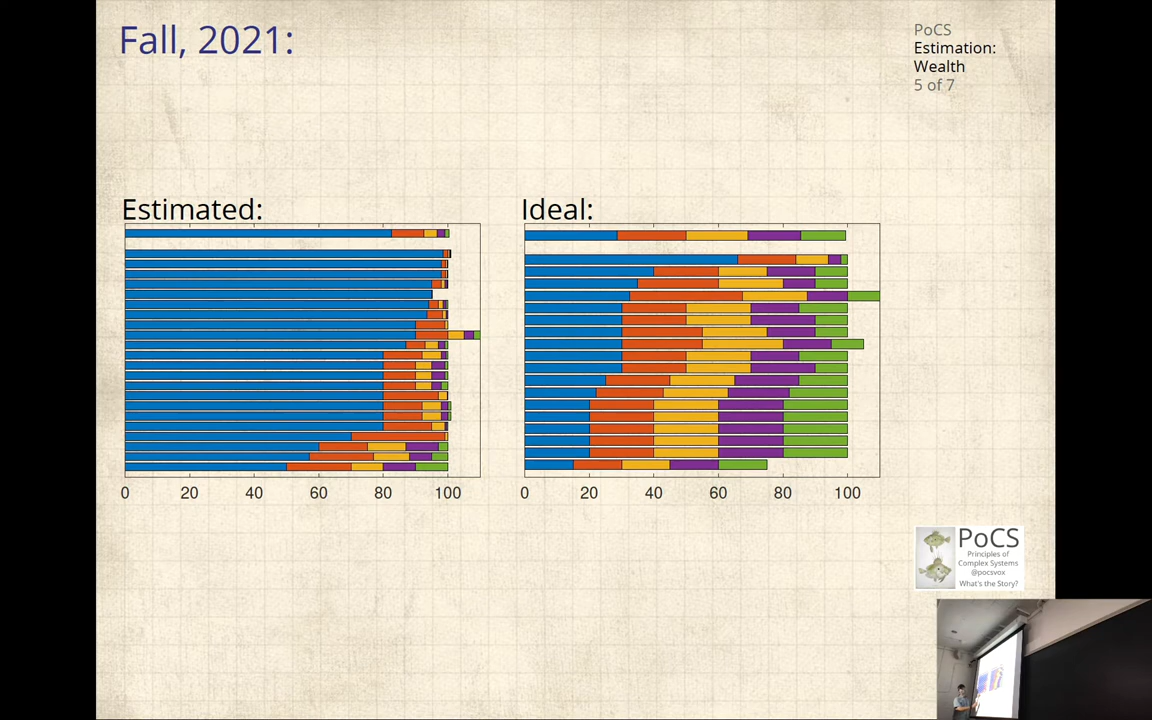 Fall, 2021:
PoCS
Estimation:
Wealth
5 of 7
Estimated:
Ideal:
0 20 40 60 80 100
0 20 40 60 80 100
PoCS
Principles of
Complex Systems
@pocsvox
What's the Story?